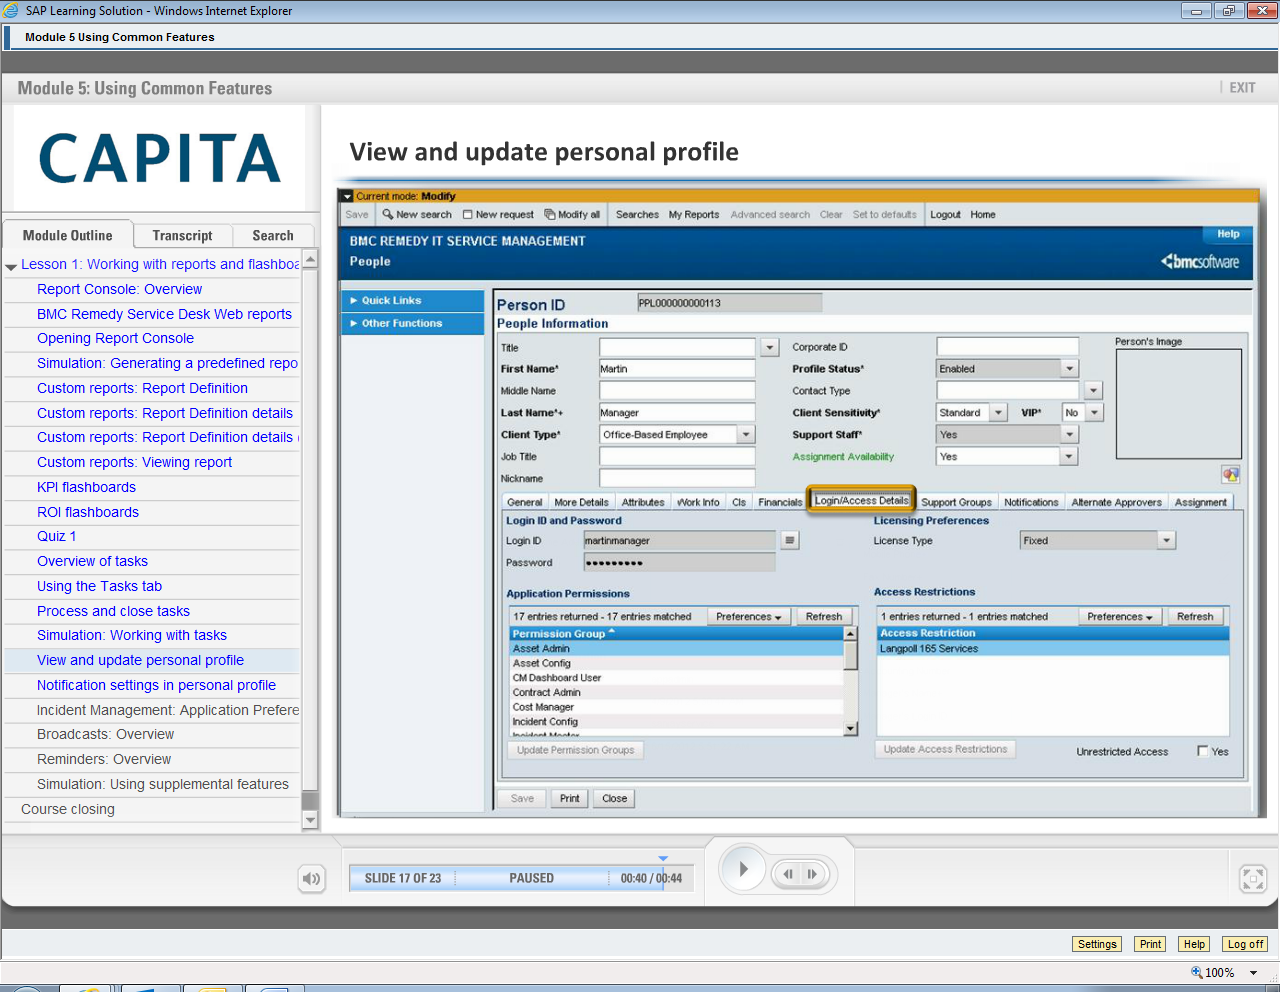 SAP Learning Solution - Windows Internet Explorer
Module 5 Using Common Features
Module 5: Using Common Features
EXIT
CAPITA
Module Outline
Transcript
Search
Lesson 1: Working with reports and flashboa
Report Console: Overview
BMC Remedy Service Desk Web reports
Opening Report Console
Simulation: Generating a predefined repo
Custom reports: Report Definition
Custom reports: Report Definition details
Custom reports: Report Definition details (
Custom reports: Viewing report
KPI flashboards
ROI flashboards
Quiz 1
Overview of tasks
Using the Tasks tab
Process and close tasks
Simulation: Working with tasks
View and update personal profile
Notification settings in personal profile
Incident Management: Application Prefere
Broadcasts: Overview
Reminders: Overview
Simulation: Using supplemental features
Course closing
View and update personal profile
Current mode: Modify
Save New search New request Modify all Searches My Reports Advanced search Clear Set to defaults Logout Home
Help
BMC REMEDY IT SERVICE MANAGEMENT
People
bmcsoftware
Quick Links
Other Functions
Person ID PPL000000000113
People Information
Title Corporate ID Person's Image
First Name* Martin Profile Status* Enabled
Middle Name Contact Type
Last Name*+ Manager Client Sensitivity* Standard VIP* No
Client Type* Office-Based Employee Support Staff* Yes
Job Title Assignment Availability Yes
Nickname
General More Details Attributes Work Info CIs Financials Login/Access Details Support Groups Notifications Alternate Approvers Assignment
Login ID and Password Licensing Preferences
Login ID martinmanager License Type Fixed
Password •••••••••
Application Permissions Access Restrictions
17 entries returned - 17 entries matched Preferences Refresh 1 entries returned - 1 entries matched Preferences Refresh
Permission Group Access Restriction
Asset Admin Langpoll 165 Services
Asset Config
CM Dashboard User
Contract Admin
Cost Manager
Incident Config
Incident Master
Update Permission Groups Update Access Restrictions Unrestricted Access Yes
Save Print Close
SLIDE 17 OF 23 PAUSED 00:40 / 00:44
Settings Print Help Log off
100%